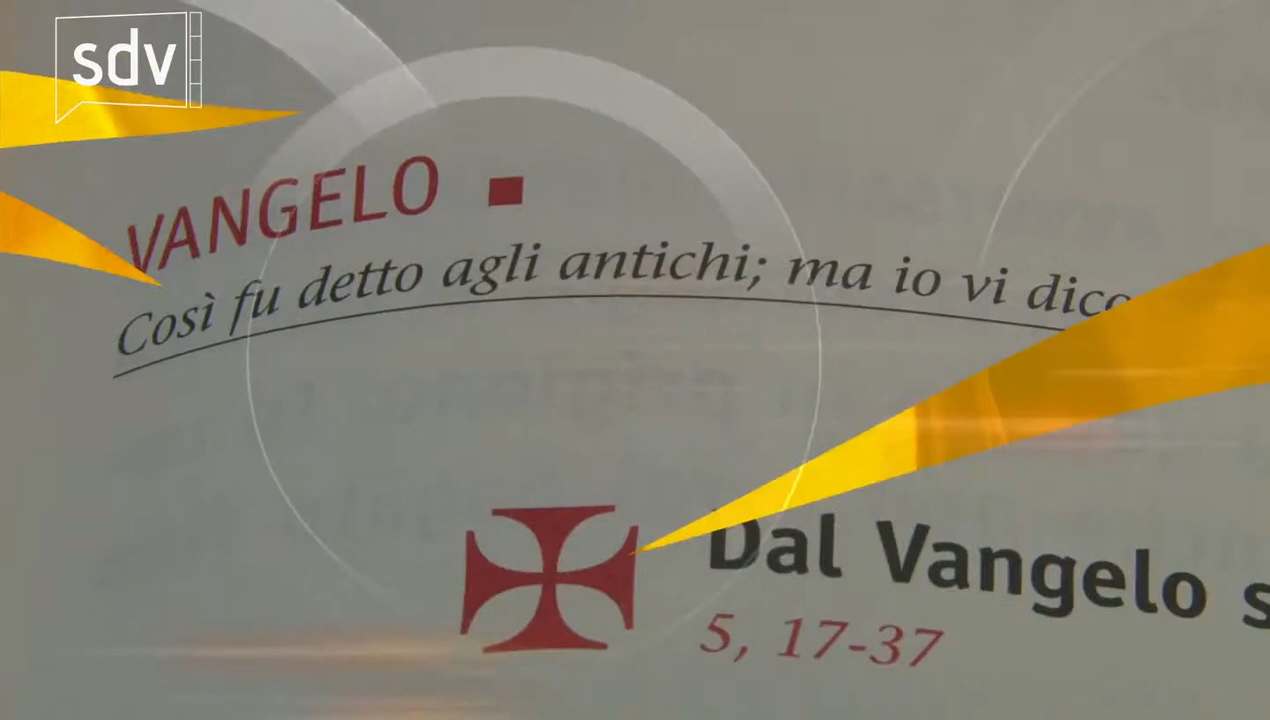 sdv
VANGELO
Così fu detto agli antichi; ma io vi dico
Dal Vangelo s
5, 17-37